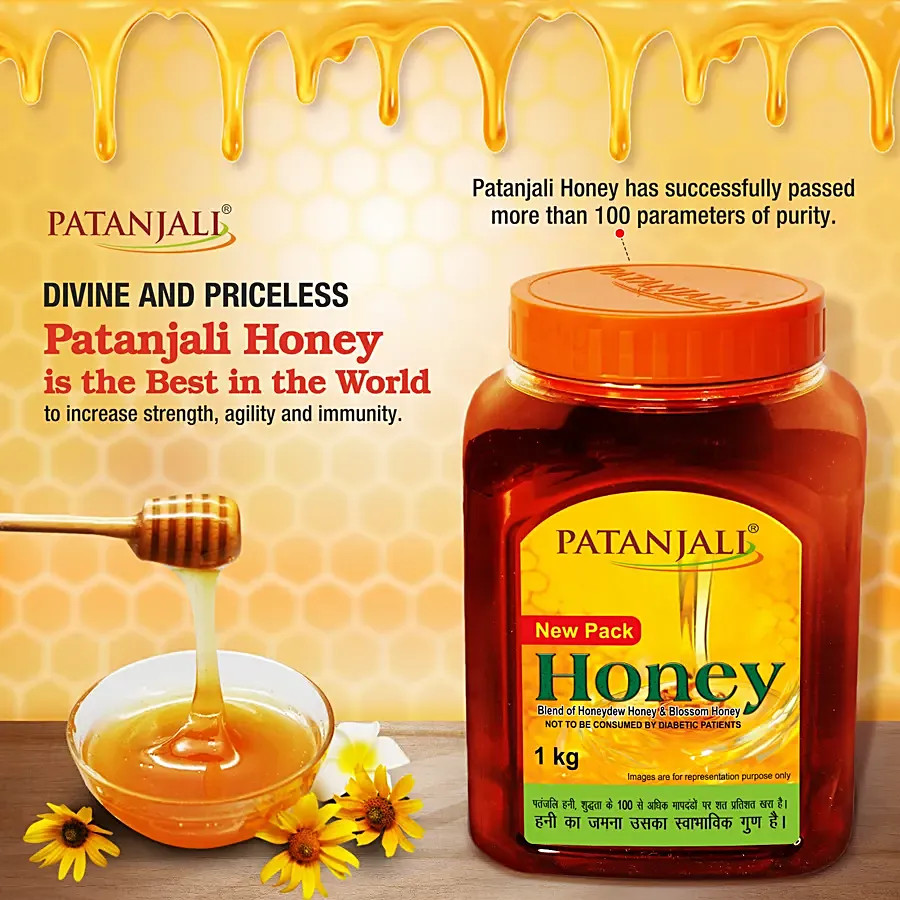 Patanjali Honey has successfully passed
more than 100 parameters of purity.
PATANJALI®
DIVINE AND PRICELESS
Patanjali Honey
is the Best in the World
to increase strength, agility and immunity.
PATANJALI
PATANJALI®
New Pack
Honey
Blend of Honeydew Honey & Blossom Honey
NOT TO BE CONSUMED BY DIABETIC PATIENTS
1 kg
Images are for representation purpose only
पतंजलि हनी, शुद्धता के 100 से अधिक मापदंडों पर शत प्रतिशत खरा है।
हनी का जमना उसका स्वाभाविक गुण है।